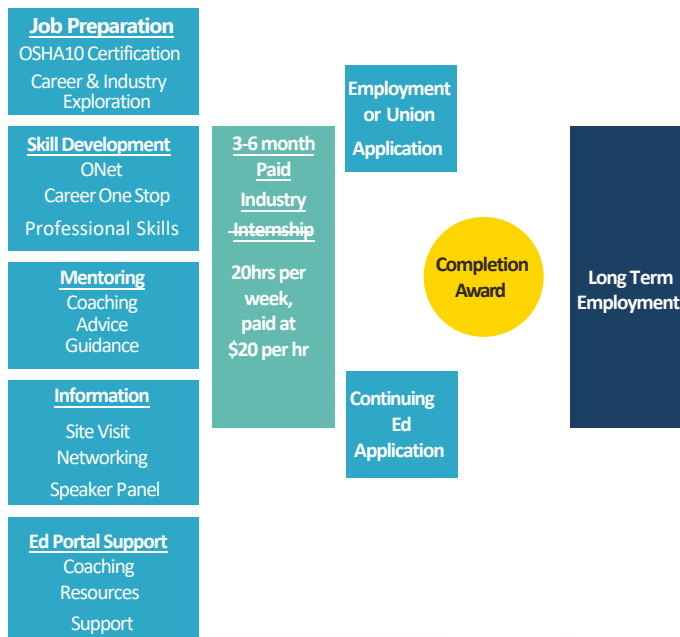 Job Preparation
OSHA10 Certification
Career & Industry
Exploration
Skill Development
ONet
Career One Stop
Professional Skills
Mentoring
Coaching
Advice
Guidance
Information
Site Visit
Networking
Speaker Panel
Ed Portal Support
Coaching
Resources
Support
3-6 month
Paid
Industry
Internship
20hrs per
week,
paid at
$20 per hr
Employment
or Union
Application
Continuing
Ed
Application
Completion
Award
Long Term
Employment